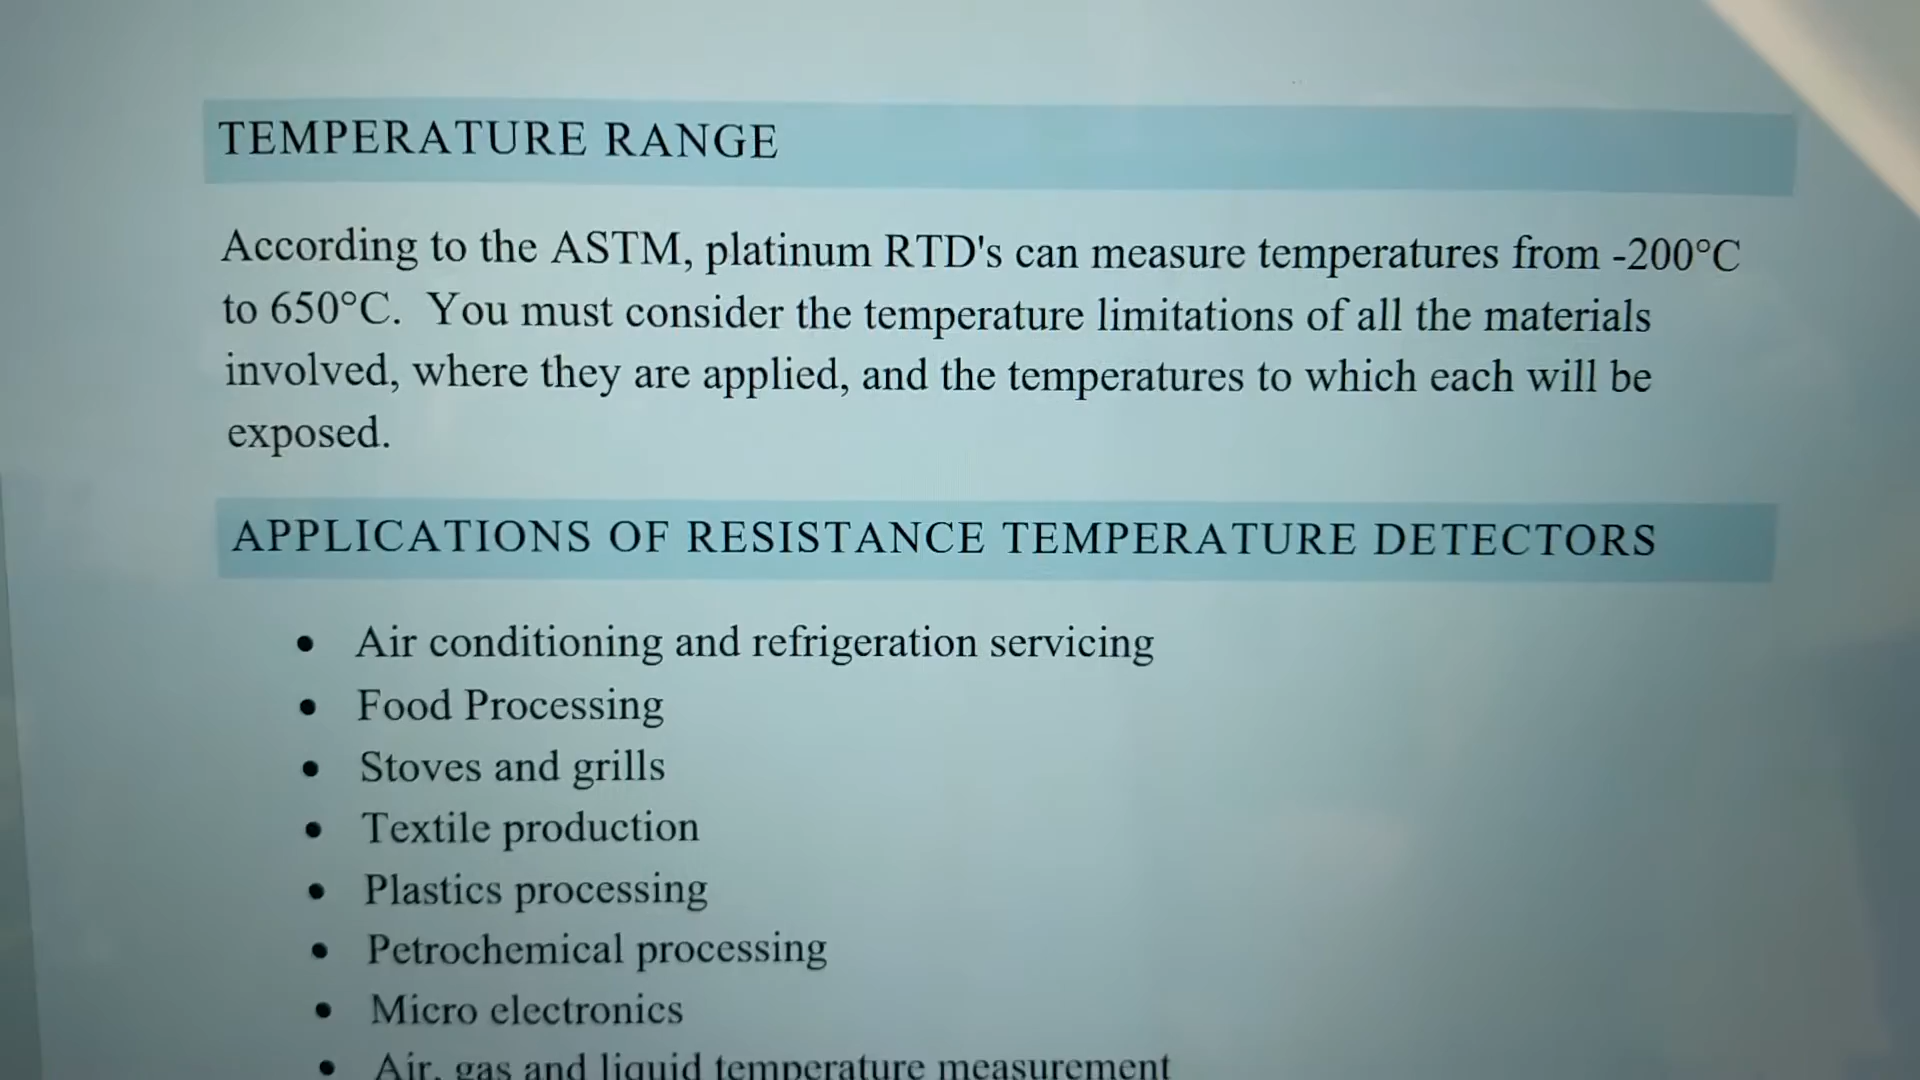 TEMPERATURE RANGE
According to the ASTM, platinum RTD's can measure temperatures from -200°C
to 650°C. You must consider the temperature limitations of all the materials
involved, where they are applied, and the temperatures to which each will be
exposed.
APPLICATIONS OF RESISTANCE TEMPERATURE DETECTORS
• Air conditioning and refrigeration servicing
• Food Processing
• Stoves and grills
• Textile production
• Plastics processing
• Petrochemical processing
• Micro electronics
• Air, gas and liquid temperature measurement